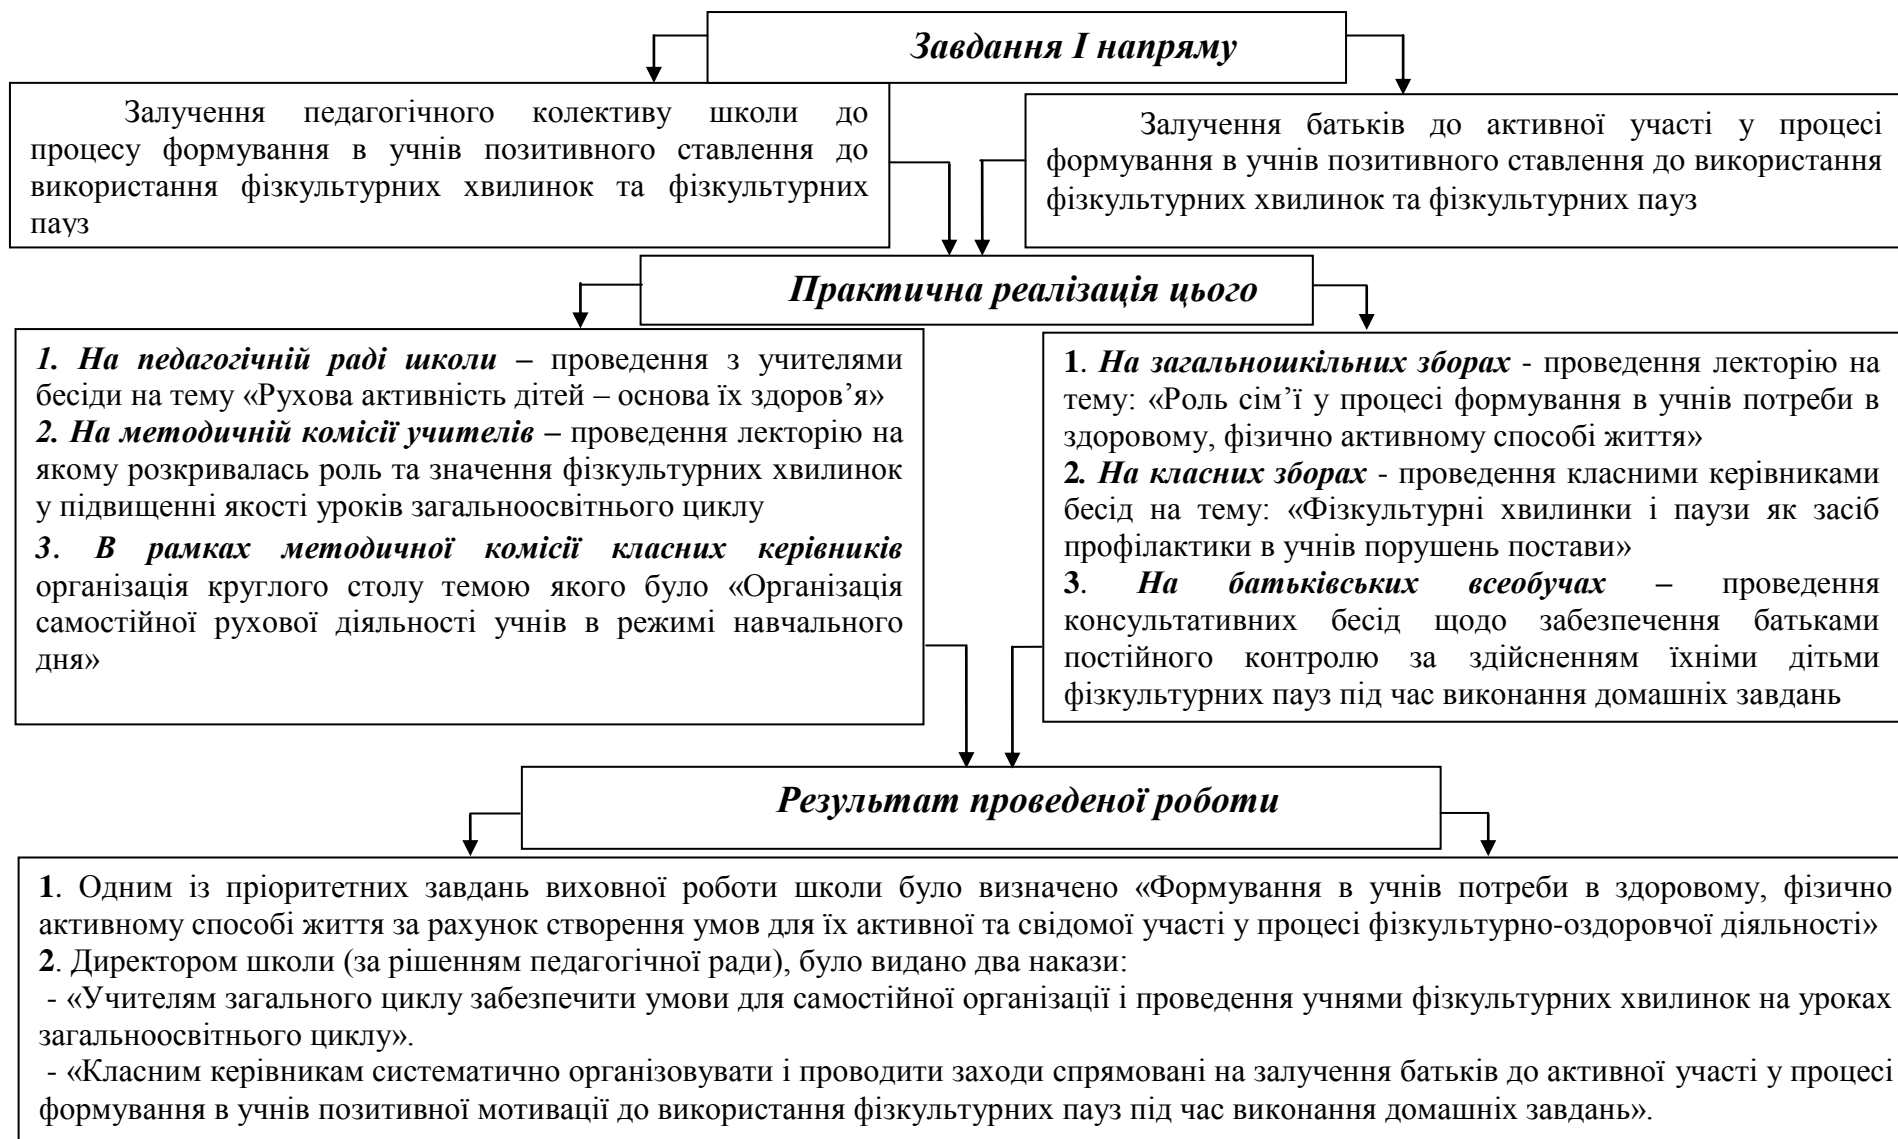 Завдання І напряму
Залучення педагогічного колективу школи до
процесу формування в учнів позитивного ставлення до
використання фізкультурних хвилинок та фізкультурних
пауз
Залучення батьків до активної участі у процесі
формування в учнів позитивного ставлення до використання
фізкультурних хвилинок та фізкультурних пауз
Практична реалізація цього
1. На педагогічній раді школи – проведення з учителями
бесіди на тему «Рухова активність дітей – основа їх здоров’я»
2. На методичній комісії учителів – проведення лекторію на
якому розкривалась роль та значення фізкультурних хвилинок
у підвищенні якості уроків загальноосвітнього циклу
3. В рамках методичної комісії класних керівників
організація круглого столу темою якого було «Організація
самостійної рухової діяльності учнів в режимі навчального
дня»
1. На загальношкільних зборах - проведення лекторію на
тему: «Роль сім’ї у процесі формування в учнів потреби в
здоровому, фізично активному способі життя»
2. На класних зборах - проведення класними керівниками
бесід на тему: «Фізкультурні хвилинки і паузи як засіб
профілактики в учнів порушень постави»
3. На батьківських всеобучах – проведення
консультативних бесід щодо забезпечення батьками
постійного контролю за здійсненням їхніми дітьми
фізкультурних пауз під час виконання домашніх завдань
Результат проведеної роботи
1. Одним із пріоритетних завдань виховної роботи школи було визначено «Формування в учнів потреби в здоровому, фізично
активному способі життя за рахунок створення умов для їх активної та свідомої участі у процесі фізкультурно-оздоровчої діяльності»
2. Директором школи (за рішенням педагогічної ради), було видано два накази:
- «Учителям загального циклу забезпечити умови для самостійної організації і проведення учнями фізкультурних хвилинок на уроках
загальноосвітнього циклу».
- «Класним керівникам систематично організовувати і проводити заходи спрямовані на залучення батьків до активної участі у процесі
формування в учнів позитивної мотивації до використання фізкультурних пауз під час виконання домашніх завдань».